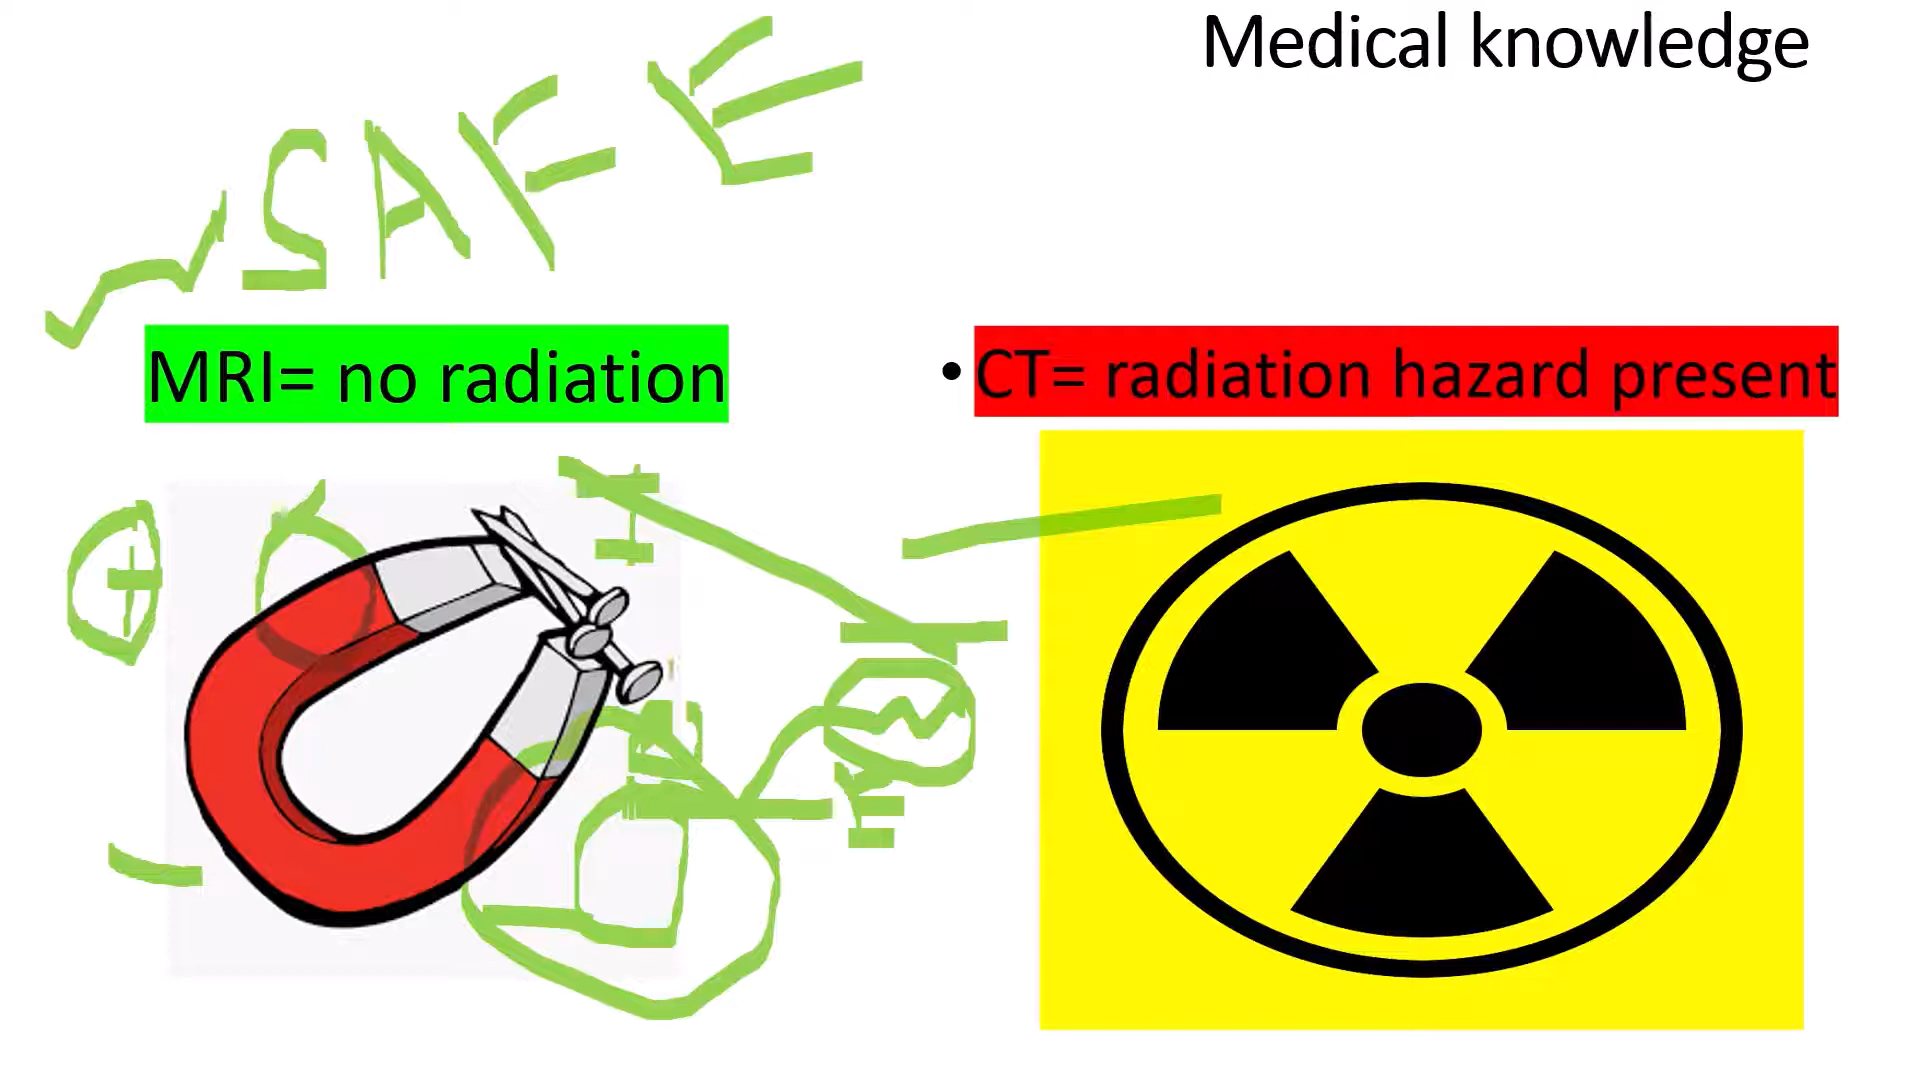 Medical knowledge
SAFE
MRI= no radiation
• CT= radiation hazard present